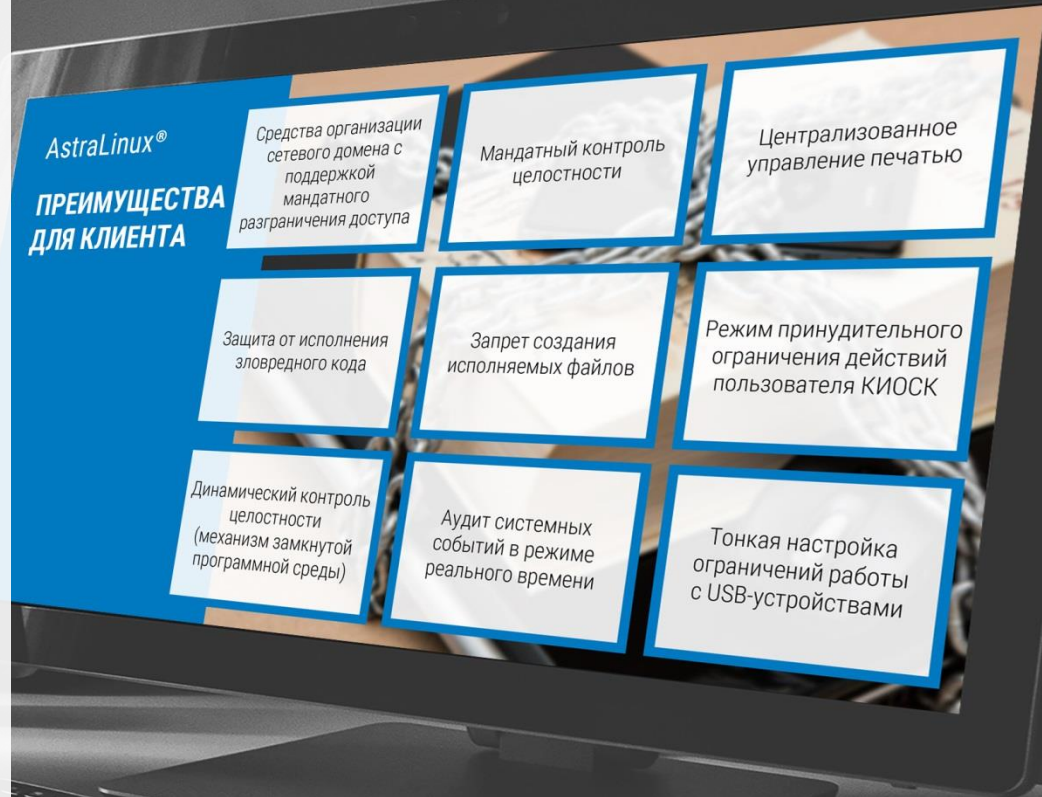 AstraLinux®
ПРЕИМУЩЕСТВА
ДЛЯ КЛИЕНТА
Средства организации
сетевого домена с
поддержкой
мандатного
разграничения доступа
Мандатный контроль
целостности
Централизованное
управление печатью
Защита от исполнения
зловредного кода
Запрет создания
исполняемых файлов
Режим принудительного
ограничения действий
пользователя КИОСК
Динамический контроль
целостности
(механизм замкнутой
программной среды)
Аудит системных
событий в режиме
реального времени
Тонкая настройка
ограничений работы
с USB-устройствами